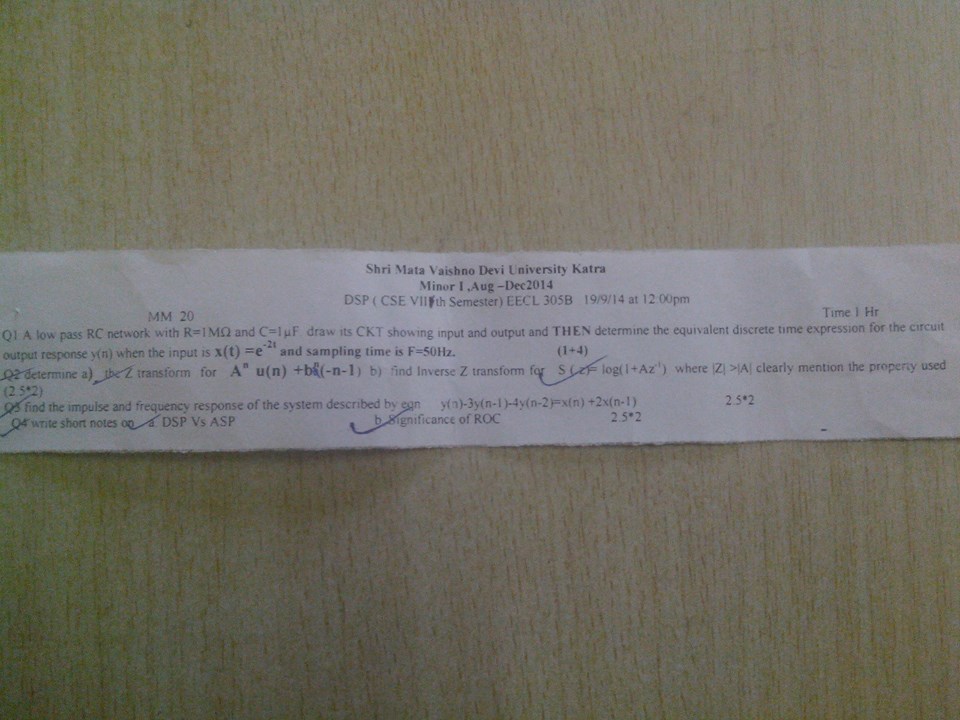 Shri Mata Vaishno Devi University Katra
Minor I ,Aug –Dec2014
DSP ( CSE VIIth Semester) EECL 305B 19/9/14 at 12.00pm
MM 20 Time 1 Hr
Q1 A low pass RC network with R=1MΩ and C=1μF draw its CKT showing input and output and THEN determine the equivalent discrete time expression for the circuit
output response y(n) when the input is x(t) =e⁻²ᵗ and sampling time is F=50Hz. (1+4)
Q2 determine a) the Z transform for Aⁿ u(n) +bⁿ(-n-1) b) find Inverse Z transform for S (z)= log(1+Az⁻¹) where |Z| >|A| clearly mention the property used
(2.5*2)
Q3 find the impulse and frequency response of the system described by eqn y(n)-3y(n-1)-4y(n-2)=x(n) +2x(n-1) 2.5*2
Q4 write short notes on a DSP Vs ASP b. Significance of ROC 2.5*2